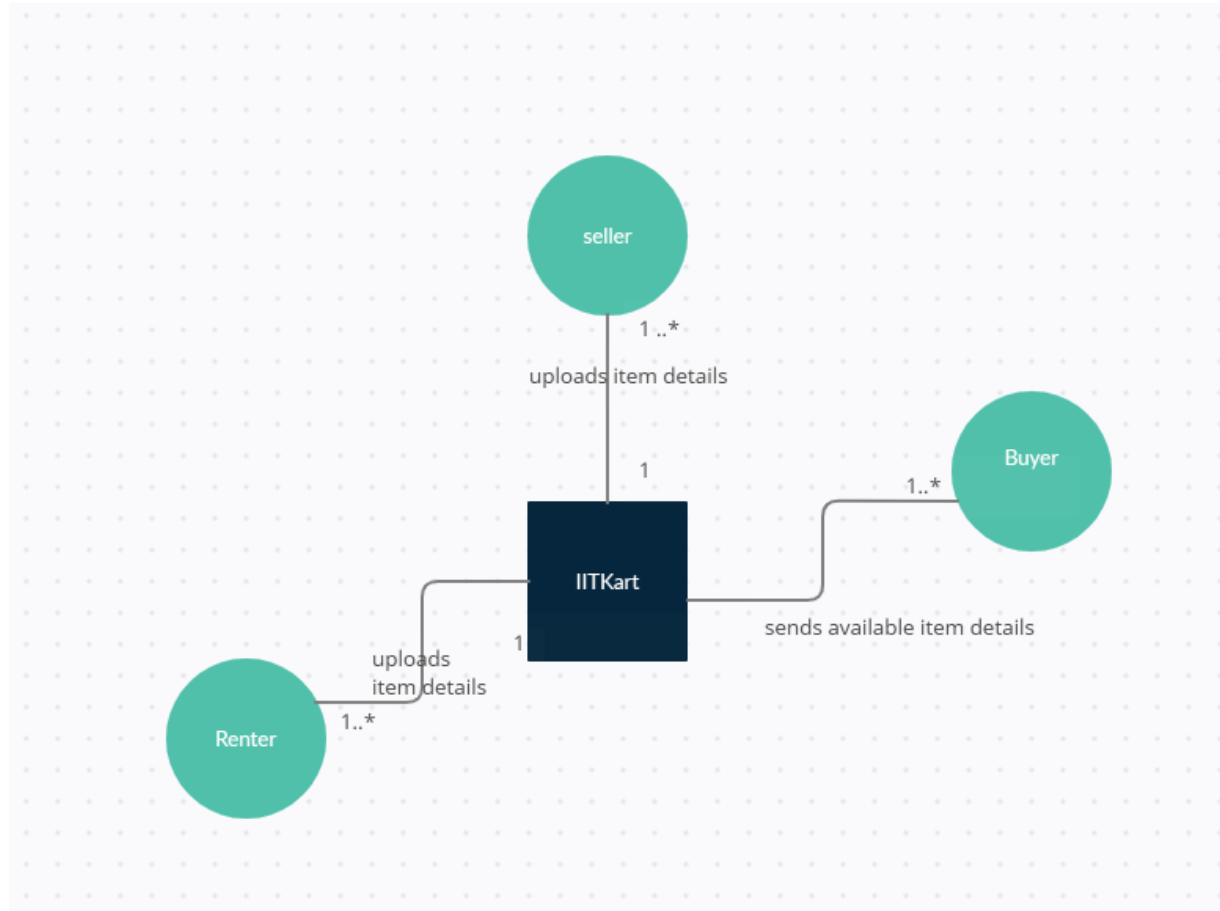 seller
1 ..*
uploads item details
Buyer
1
1..*
IITKart
sends available item details
1
uploads
item details
1..*
Renter